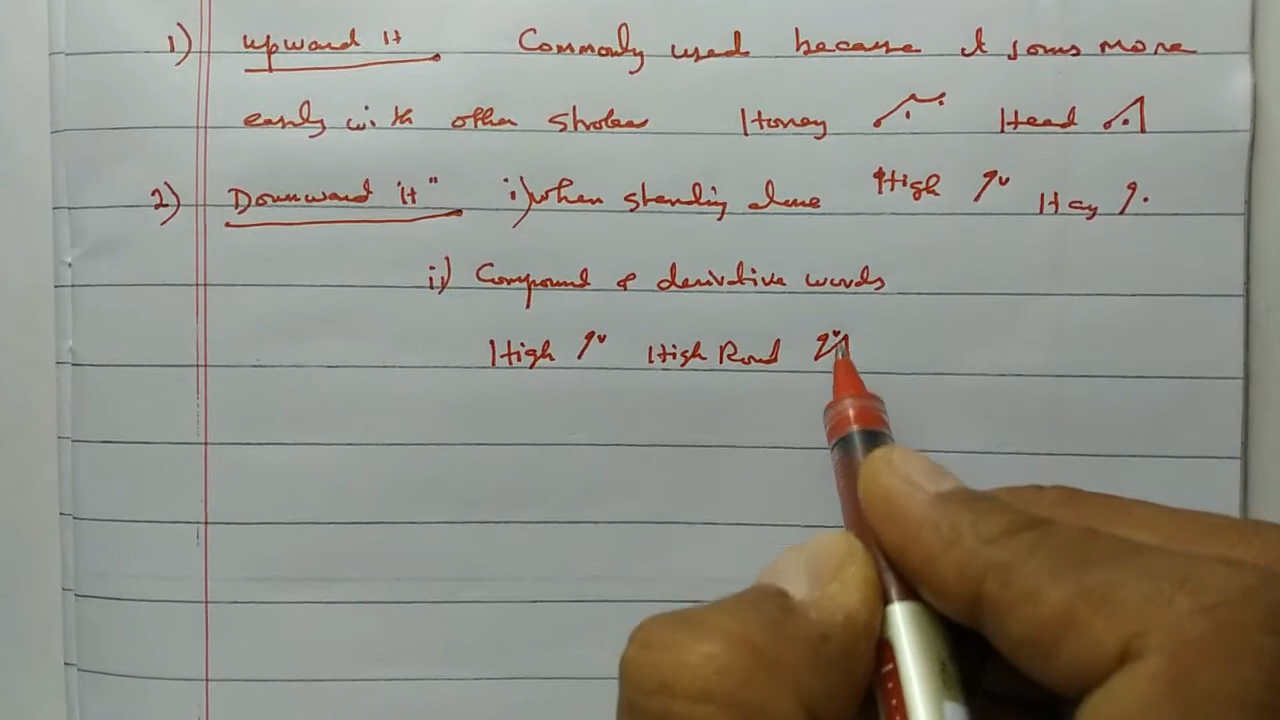 1) Upward H Commonly used because it joins more
easily with other strokes Honey Head
2) Downward "H" i) when standing alone High Hay
ii) Compound & derivative words
High High Road